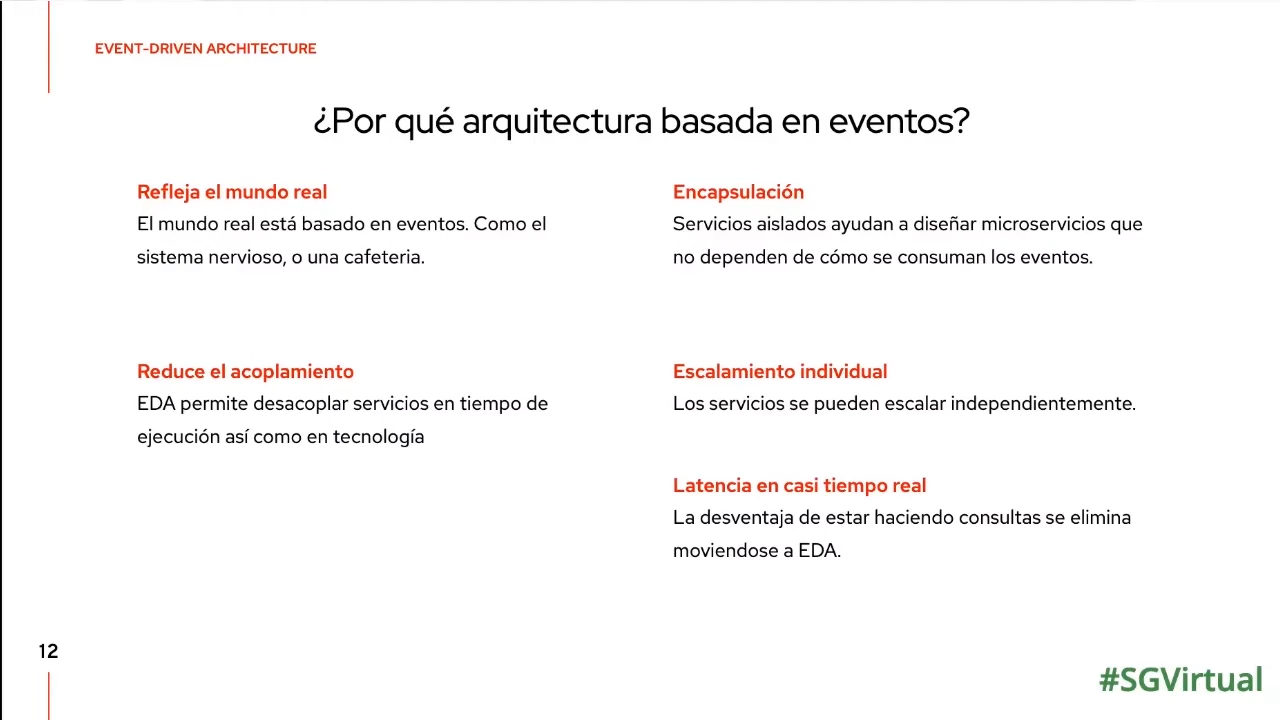 EVENT-DRIVEN ARCHITECTURE
¿Por qué arquitectura basada en eventos?
Refleja el mundo real
El mundo real está basado en eventos. Como el
sistema nervioso, o una cafeteria.
Reduce el acoplamiento
EDA permite desacoplar servicios en tiempo de
ejecución así como en tecnología
Encapsulación
Servicios aislados ayudan a diseñar microservicios que
no dependen de cómo se consuman los eventos.
Escalamiento individual
Los servicios se pueden escalar independientemente.
Latencia en casi tiempo real
La desventaja de estar haciendo consultas se elimina
moviendose a EDA.
12
#SGVirtual